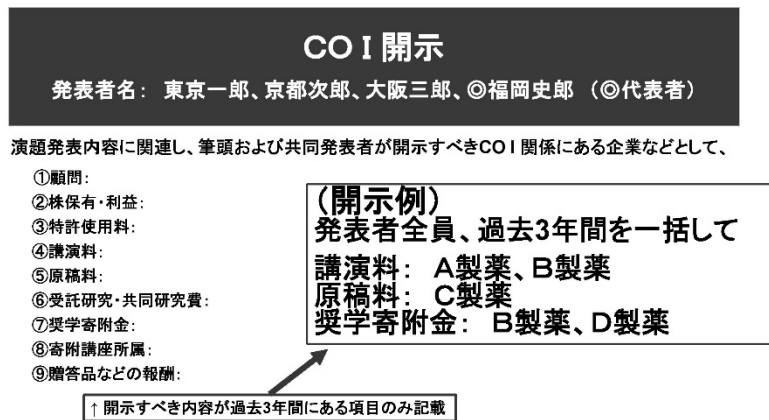 COI開示
発表者名: 東京一郎、京都次郎、大阪三郎、◎福岡史郎 (◎代表者)
演題発表内容に関連し、筆頭および共同発表者が開示すべきCOI関係にある企業などとして、
①顧問:
②株保有・利益:
③特許使用料:
④講演料:
⑤原稿料:
⑥受託研究・共同研究費:
⑦奨学寄附金:
⑧寄附講座所属:
⑨贈答品などの報酬:
(開示例)
発表者全員、過去3年間を一括して
講演料: A製薬、B製薬
原稿料: C製薬
奨学寄附金: B製薬、D製薬
↑開示すべき内容が過去3年間にある項目のみ記載